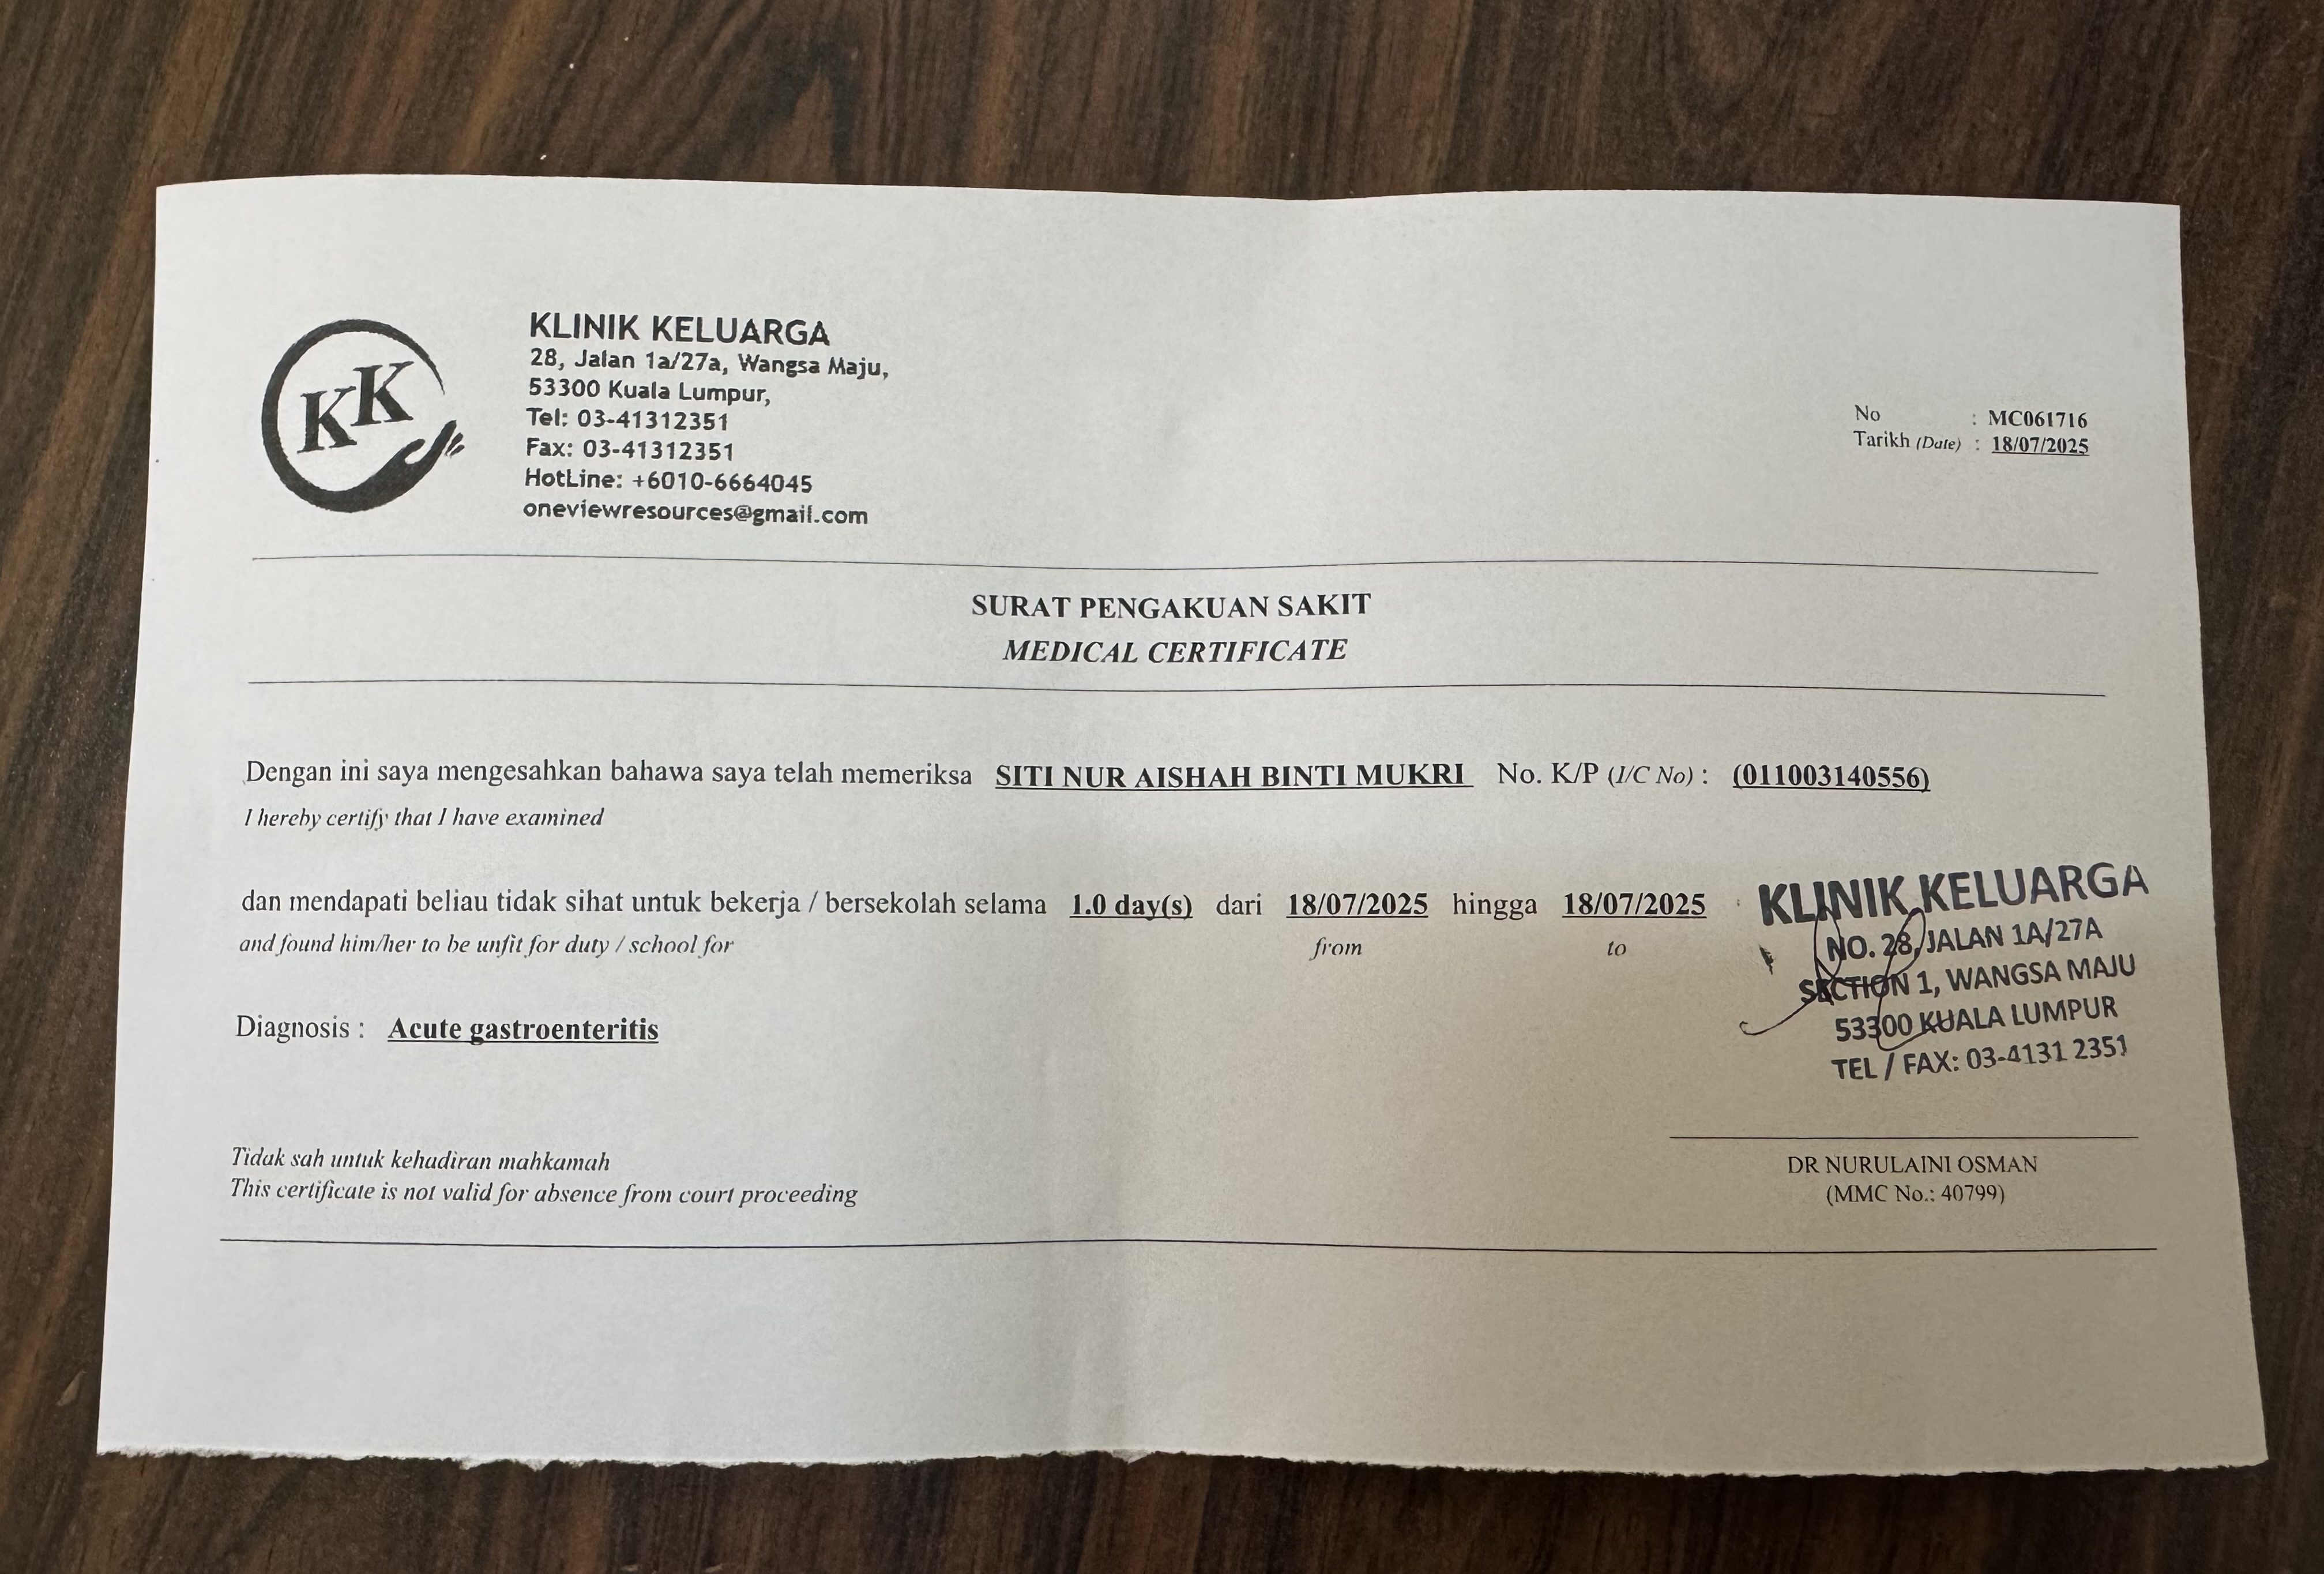 KK
KLINIK KELUARGA
28, Jalan 1a/27a, Wangsa Maju,
53300 Kuala Lumpur,
Tel: 03-41312351
Fax: 03-41312351
HotLine: +6010-6664045
oneviewresources@gmail.com
No : MC061716
Tarikh (Date) : 18/07/2025
SURAT PENGAKUAN SAKIT
MEDICAL CERTIFICATE
Dengan ini saya mengesahkan bahawa saya telah memeriksa SITI NUR AISHAH BINTI MUKRI No. K/P (I/C No) : (011003140556)
I hereby certify that I have examined
dan mendapati beliau tidak sihat untuk bekerja / bersekolah selama 1.0 day(s) dari 18/07/2025 hingga 18/07/2025
and found him/her to be unfit for duty / school for from to
Diagnosis : Acute gastroenteritis
KLINIK KELUARGA
NO. 28, JALAN 1A/27A
SECTION 1, WANGSA MAJU
53300 KUALA LUMPUR
TEL / FAX: 03-4131 2351
Tidak sah untuk kehadiran mahkamah
This certificate is not valid for absence from court proceeding
DR NURULAINI OSMAN
(MMC No.: 40799)